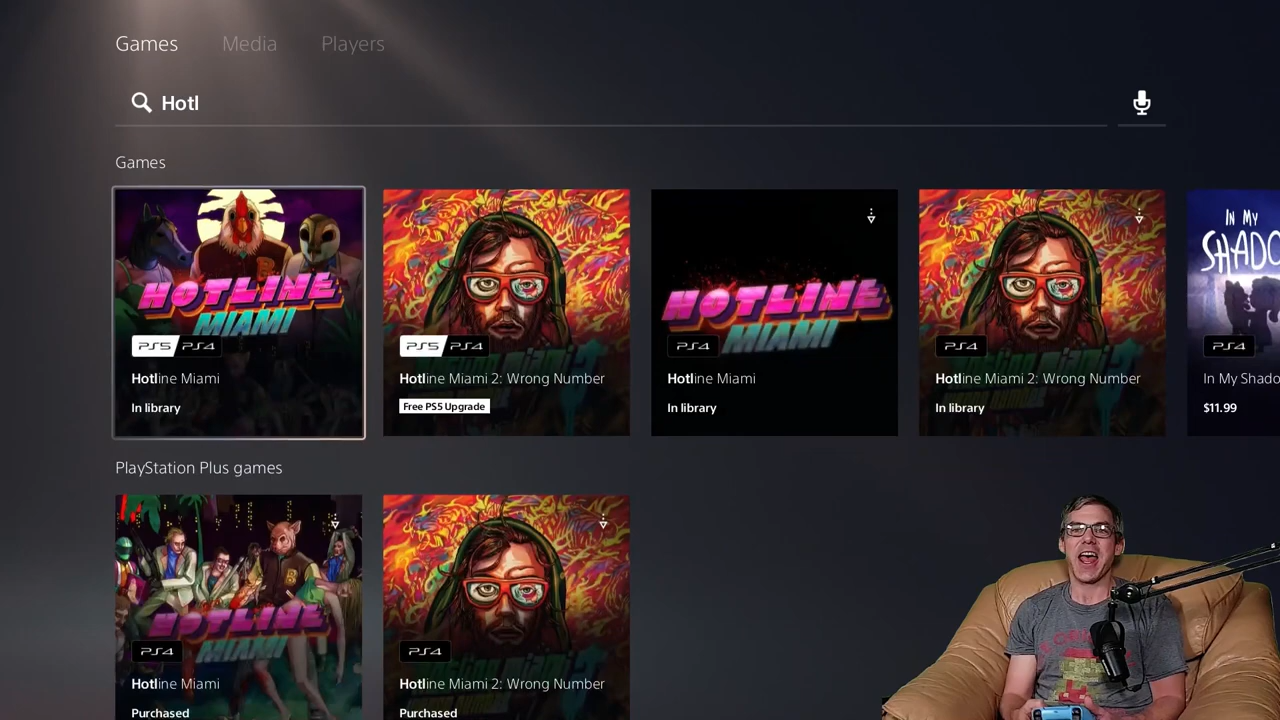 Games
Media
Players
Hotl
Games
HOTLINE
MIAMI
PS5 PS4
Hotline Miami
In library
PS5 PS4
Hotline Miami 2: Wrong Number
Free PS5 Upgrade
HOTLINE
MIAMI
PS4
Hotline Miami
In library
PS4
Hotline Miami 2: Wrong Number
In library
IN MY
SHADO
PS4
In My Shado
$11.99
PlayStation Plus games
HOTLINE
MIAMI
PS4
Hotline Miami
Purchased
PS4
Hotline Miami 2: Wrong Number
Purchased